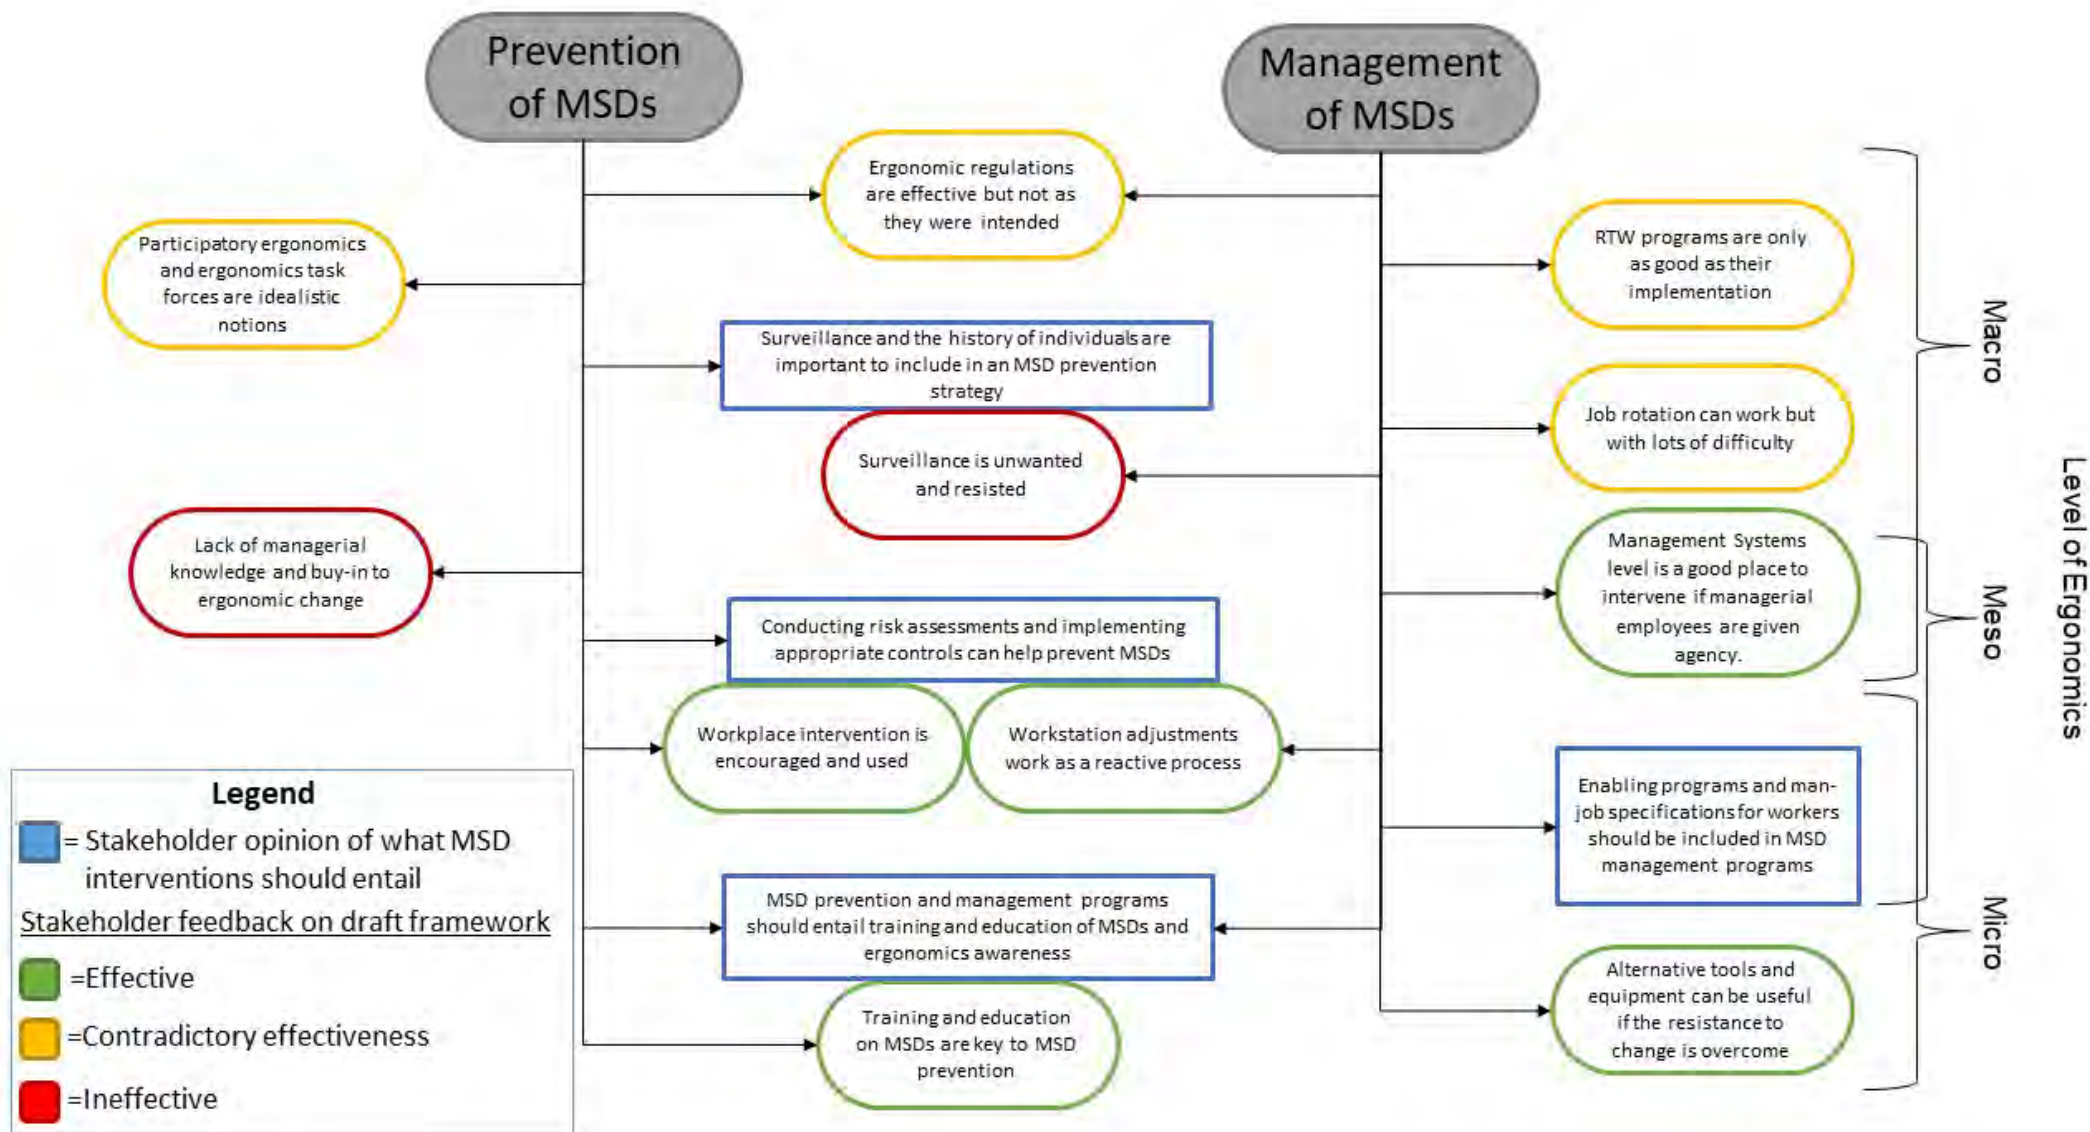 Prevention
of MSDs
Management
of MSDs
Ergonomic regulations
are effective but not as
they were intended
Participatory ergonomics
and ergonomics task
forces are idealistic
notions
RTW programs are only
as good as their
implementation
Surveillance and the history of individuals are
important to include in an MSD prevention
strategy
Job rotation can work but
with lots of difficulty
Surveillance is unwanted
and resisted
Lack of managerial
knowledge and buy-in to
ergonomic change
Management Systems
level is a good place to
intervene if managerial
employees are given
agency.
Conducting risk assessments and implementing
appropriate controls can help prevent MSDs
Workplace intervention is
encouraged and used
Workstation adjustments
work as a reactive process
Enabling programs and man-
job specifications for workers
should be included in MSD
management programs
MSD prevention and management programs
should entail training and education of MSDs and
ergonomics awareness
Training and education
on MSDs are key to MSD
prevention
Alternative tools and
equipment can be useful
if the resistance to
change is overcome
Macro
Meso
Micro
Level of Ergonomics
Legend
= Stakeholder opinion of what MSD
interventions should entail
Stakeholder feedback on draft framework
=Effective
=Contradictory effectiveness
=Ineffective